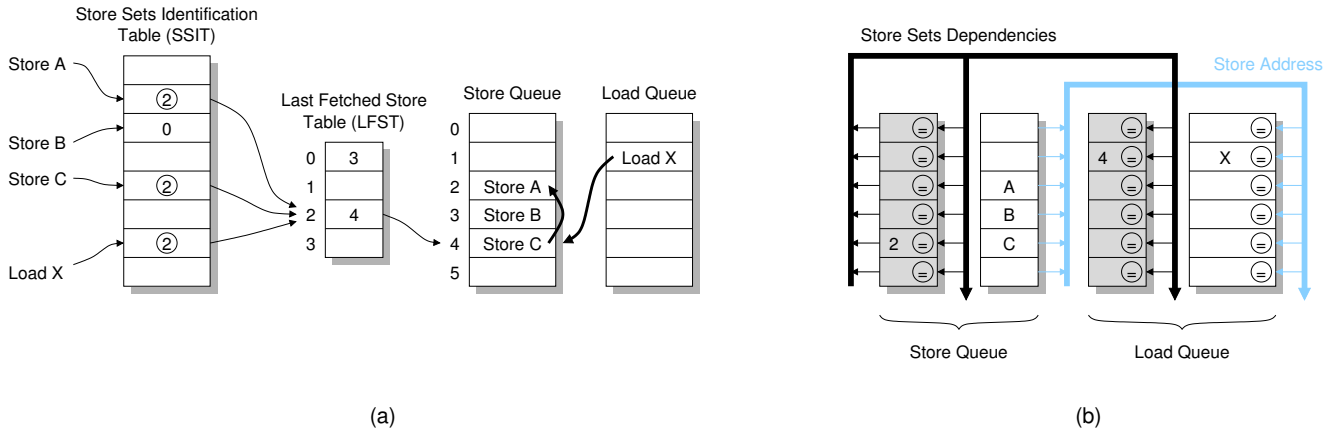 Store Sets Identification
Table (SSIT)
Store A
Store B
Store C
Load X
2
0
2
2
Last Fetched Store
Table (LFST)
0 3
1
2 4
3
Store Queue
0
1
2 Store A
3 Store B
4 Store C
5
Load Queue
Load X
(a)
Store Sets Dependencies
Store Address
=
=
=
=
2 =
=
A
B
C
=
4 =
=
=
=
=
=
X =
=
=
=
=
Store Queue
Load Queue
(b)